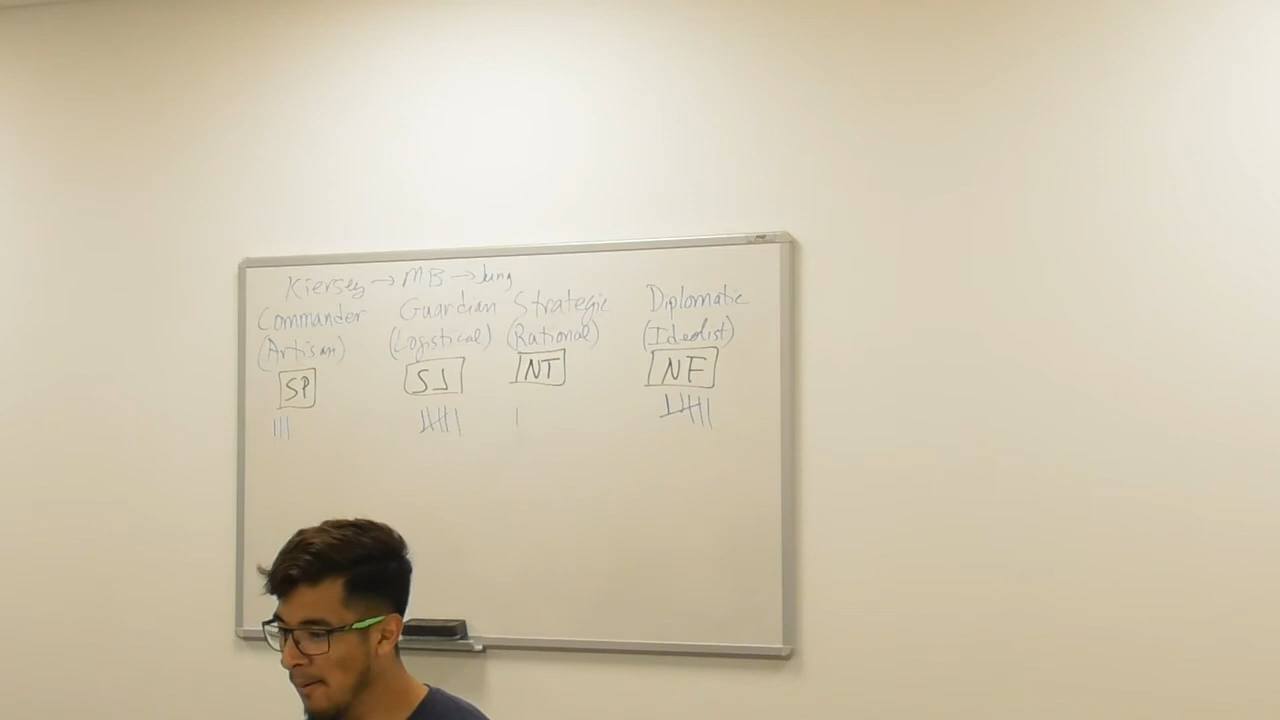 Kiersey → MB → Jung
Commander Guardian Strategic Diplomatic
(Artisan) (Logistical) (Rational) (Idealist)
SP SJ NT NF